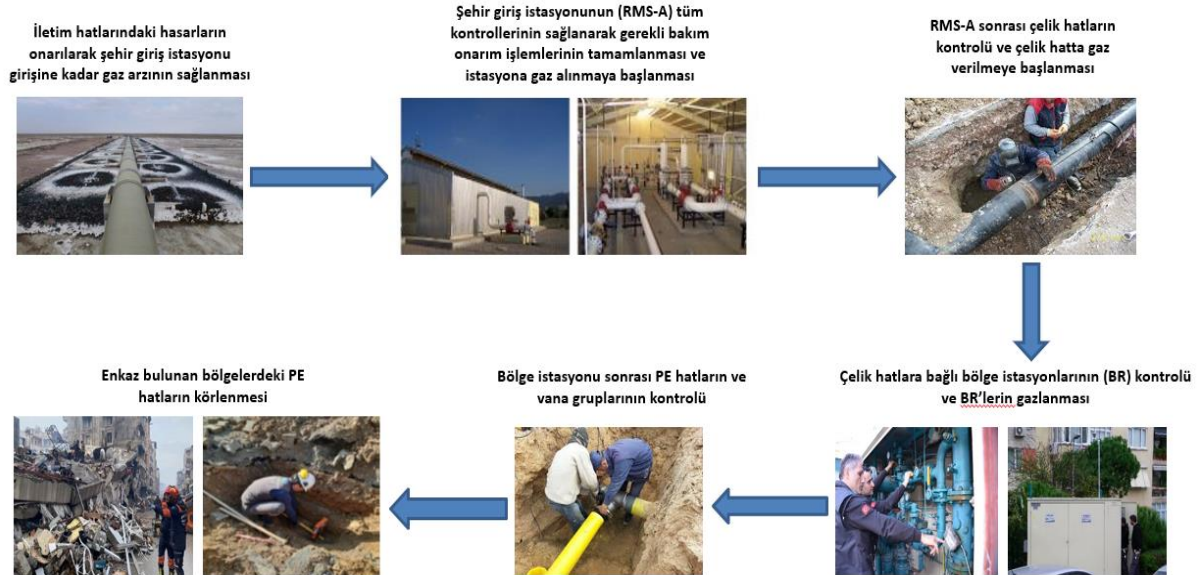 İletim hatlarındaki hasarların
onarılarak şehir giriş istasyonu
girişine kadar gaz arzının sağlanması
Şehir giriş istasyonunun (RMS-A) tüm
kontrollerinin sağlanarak gerekli bakım
onarım işlemlerinin tamamlanması ve
istasyona gaz alınmaya başlanması
RMS-A sonrası çelik hatların
kontrolü ve çelik hatta gaz
verilmeye başlanması
Çelik hatlara bağlı bölge istasyonlarının (BR) kontrolü
ve BR’lerin gazlanması
Bölge istasyonu sonrası PE hatların ve
vana gruplarının kontrolü
Enkaz bulunan bölgelerdeki PE
hatların körlenmesi